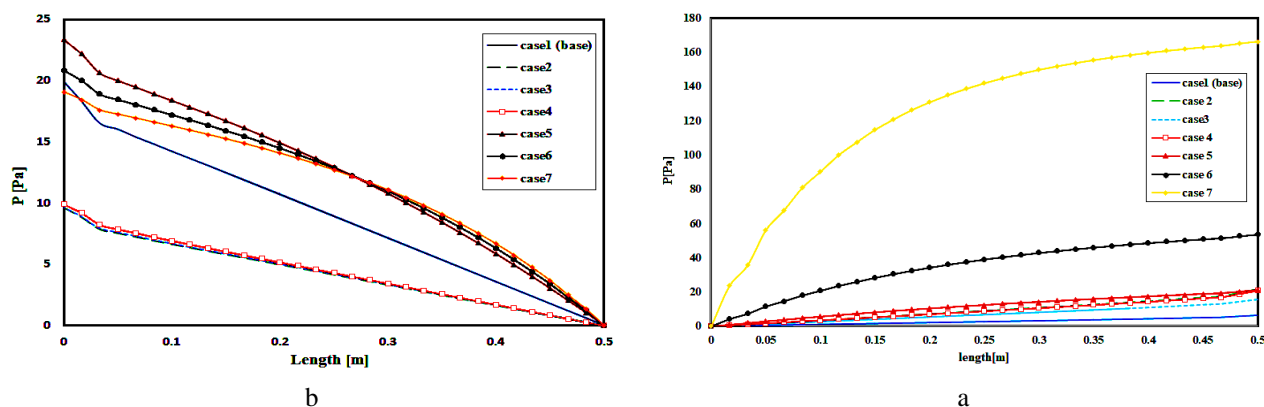 25
20
15
10
5
0
P [Pa]
0
0.1
0.2
0.3
0.4
0.5
Length [m]
case1 (base)
case2
case3
case4
case5
case6
case7
b
180
160
140
120
100
80
60
40
20
0
P[Pa]
0
0.05
0.1
0.15
0.2
0.25
0.3
0.35
0.4
0.45
0.5
length[m]
case1 (base)
case 2
case3
case 4
case 5
case 6
case 7
a